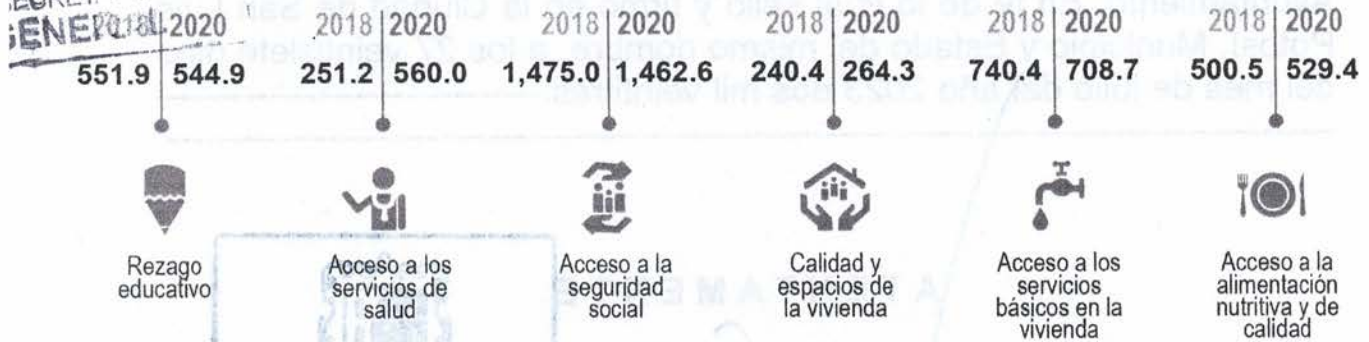 GENERAL
2018 2020 2018 2020 2018 2020 2018 2020 2018 2020 2018 2020
551.9 544.9 251.2 560.0 1,475.0 1,462.6 240.4 264.3 740.4 708.7 500.5 529.4
Rezago
educativo
Acceso a los
servicios de
salud
Acceso a la
seguridad
social
Calidad y
espacios de
la vivienda
Acceso a los
servicios
básicos en la
vivienda
Acceso a la
alimentación
nutritiva y de
calidad